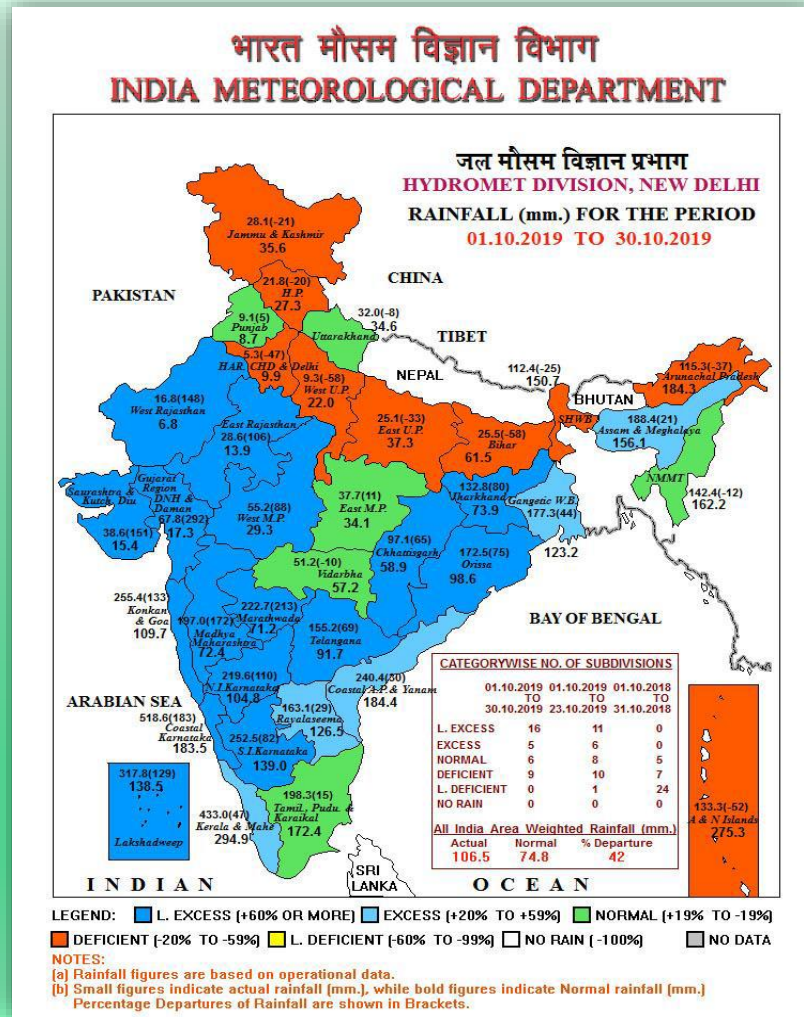 भारत मौसम विज्ञान विभाग
INDIA METEOROLOGICAL DEPARTMENT
जल मौसम विज्ञान प्रभाग
HYDROMET DIVISION, NEW DELHI
RAINFALL (mm.) FOR THE PERIOD
01.10.2019 TO 30.10.2019
28.1(-21)
Jammu & Kashmir
35.6
CHINA
21.8(-20)
H.P.
27.3
PAKISTAN
9.1(5)
Punjab
8.7
32.0(-8)
34.6
Uttarakhand
TIBET
5.3(-47)
HAR. CHD & Delhi
9.9
9.3(-58)
West U.P.
22.0
NEPAL
112.4(-25)
150.7
SHWB
BHUTAN
115.3(-37)
Arunachal Pradesh
184.3
16.8(148)
West Rajasthan
6.8
East Rajasthan
28.6(106)
13.9
25.1(-33)
East U.P.
37.3
25.5(-58)
Bihar
61.5
188.4(21)
Assam & Meghalaya
156.1
NMMT
142.4(-12)
162.2
Saurashtra &
Kutch, Diu
38.6(151)
15.4
Gujarat
Region
DNH &
Daman
67.8(292)
17.3
55.2(88)
West M.P.
29.3
37.7(11)
East M.P.
34.1
132.8(80)
Jharkhand
73.9
Gangetic W.B.
177.3(44)
123.2
97.1(65)
Chhattisgarh
58.9
172.5(75)
Orissa
98.6
51.2(-10)
Vidarbha
57.2
255.4(133
Konkan
& Goa
109.7
197.0(172)
Madhya
Maharashtra
72.4
222.7(213)
Marathwada
71.2
155.2(69)
Telangana
91.7
BAY OF BENGAL
219.6(110)
N.I.Karnataka
104.8
240.4(30)
Coastal A.P.& Yanam
184.4
163.1(29)
Rayalaseema
126.5
ARABIAN SEA
518.6(183)
Coastal
Karnataka
183.5
252.5(82)
S.I.Karnataka
139.0
317.8(129)
138.5
Lakshadweep
433.0(47)
Kerala & Mahe
294.9
198.3(15)
Tamil., Pudu. &
Karaikal
172.4
CATEGORYWISE NO. OF SUBDIVISIONS
01.10.2019 01.10.2019 01.10.2018
TO TO TO
30.10.2019 23.10.2019 31.10.2018
L. EXCESS 16 11 0
EXCESS 5 6 0
NORMAL 6 8 5
DEFICIENT 9 10 7
L. DEFICIENT 0 1 24
NO RAIN 0 0 0
All India Area Weighted Rainfall (mm.)
Actual Normal % Departure
106.5 74.8 42
133.3(-52)
A & N Islands
275.3
SRI
LANKA
INDIAN OCEAN
LEGEND: L. EXCESS (+60% OR MORE) EXCESS (+20% TO +59%) NORMAL (+19% TO -19%)
DEFICIENT (-20% TO -59%) L. DEFICIENT (-60% TO -99%) NO RAIN (-100%) NO DATA
NOTES:
(a) Rainfall figures are based on operational data.
(b) Small figures indicate actual rainfall (mm.), while bold figures indicate Normal rainfall (mm.)
Percentage Departures of Rainfall are shown in Brackets.